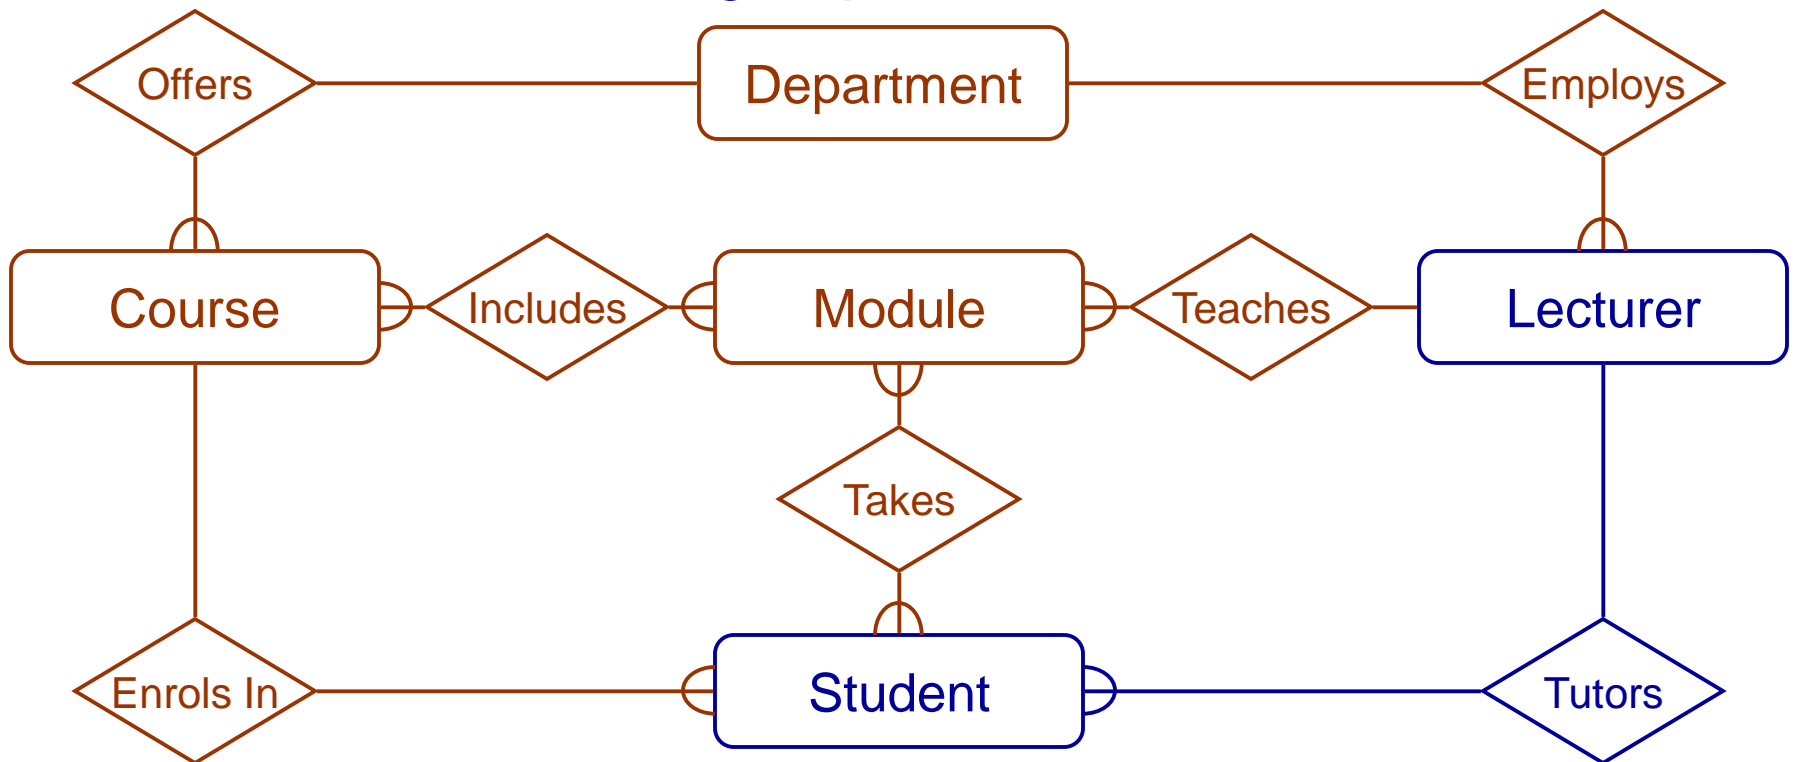 Offers
Department
Employs
Course
Includes
Module
Teaches
Lecturer
Takes
Enrols In
Student
Tutors